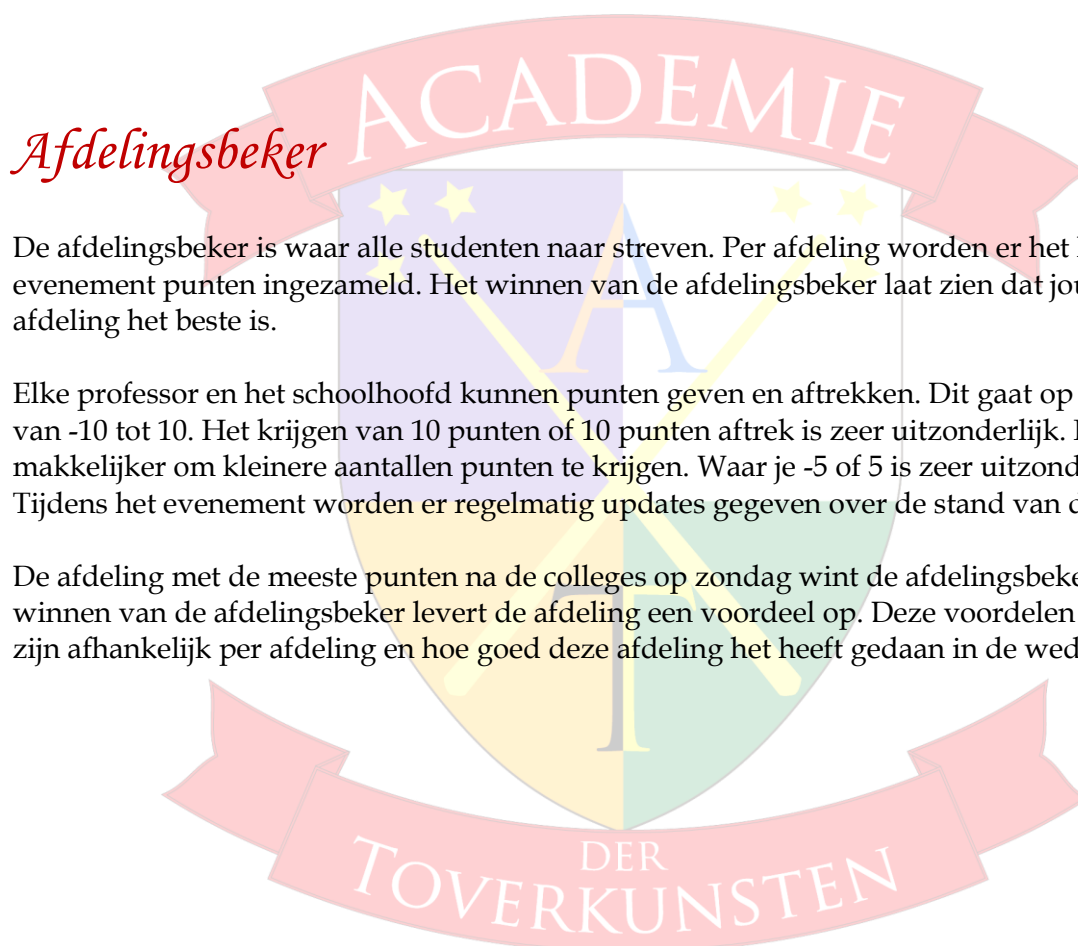 ACADEMIE
Afdelingsbeker
De afdelingsbeker is waar alle studenten naar streven. Per afdeling worden er het
evenement punten ingezameld. Het winnen van de afdelingsbeker laat zien dat
afdeling het beste is.
Elke professor en het schoolhoofd kunnen punten geven en aftrekken. Dit gaat op
van -10 tot 10. Het krijgen van 10 punten of 10 punten aftrek is zeer uitzonderlijk.
makkelijker om kleinere aantallen punten te krijgen. Waar je -5 of 5 is zeer
Tijdens het evenement worden er regelmatig updates gegeven over de stand van
De afdeling met de meeste punten na de colleges op zondag wint de
winnen van de afdelingsbeker levert de afdeling een voordeel op. Deze voordelen
zijn afhankelijk per afdeling en hoe goed deze afdeling het heeft gedaan in de
A
T
DER
TOVERKUNSTEN